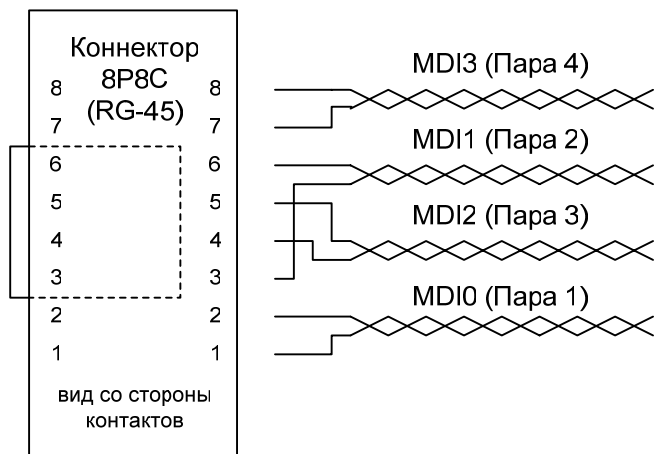 Коннектор
8P8C
(RG-45)
8 8
7 7
6 6
5 5
4 4
3 3
2 2
1 1
вид со стороны
контактов
MDI3 (Пара 4)
MDI1 (Пара 2)
MDI2 (Пара 3)
MDI0 (Пара 1)